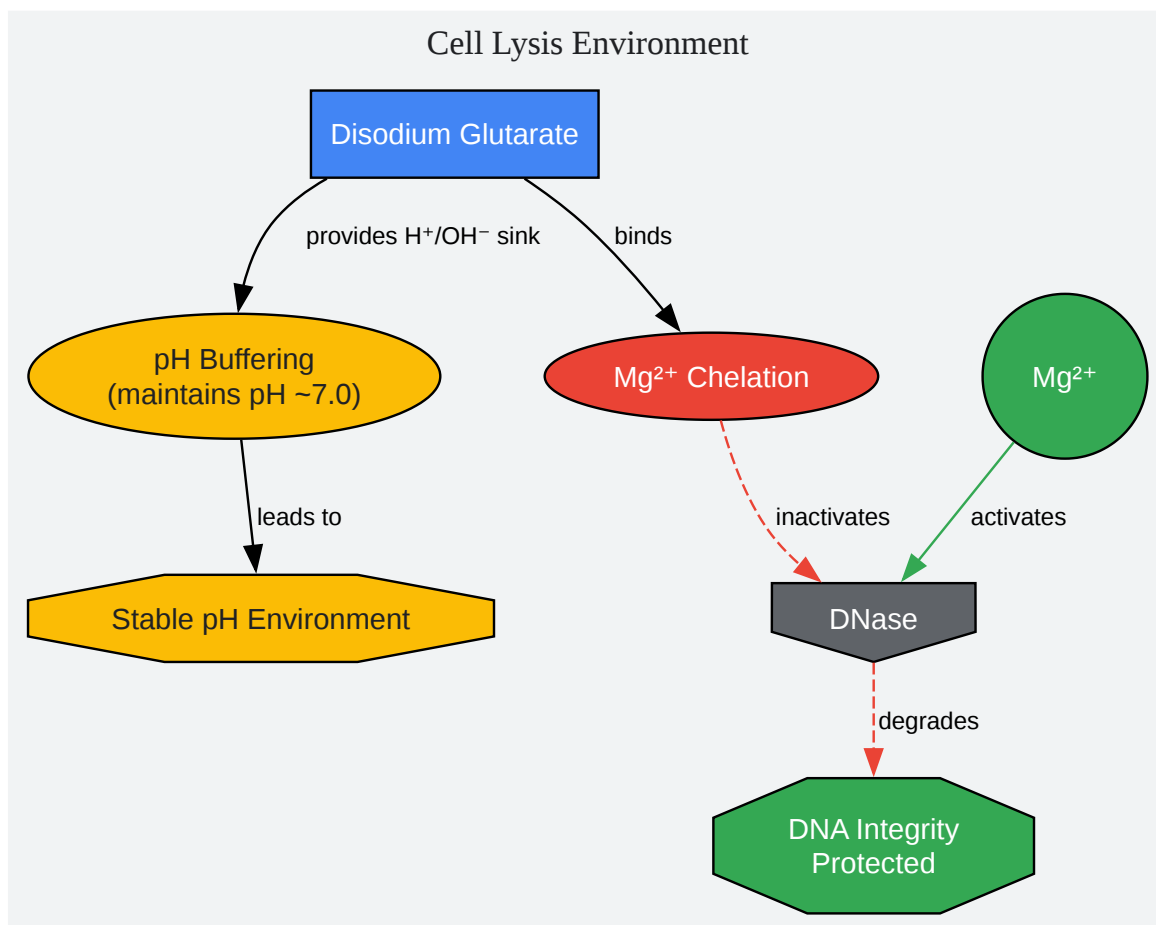 Cell Lysis Environment
Disodium Glutarate
provides H⁺/OH⁻ sink
binds
pH Buffering
(maintains pH ~7.0)
Mg²⁺ Chelation
Mg²⁺
leads to
inactivates
activates
Stable pH Environment
DNase
degrades
DNA Integrity
Protected